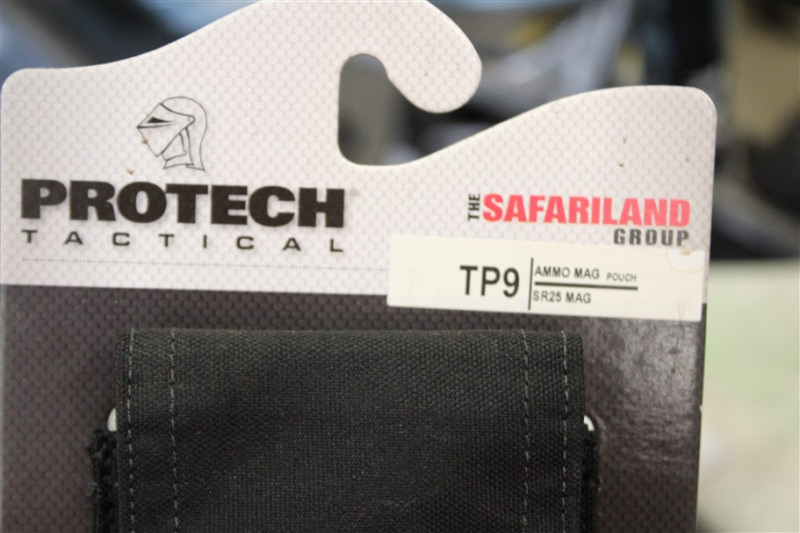 PROTECH
TACTICAL
THE SAFARILAND
GROUP
TP9
AMMO MAG POUCH
SR25 MAG